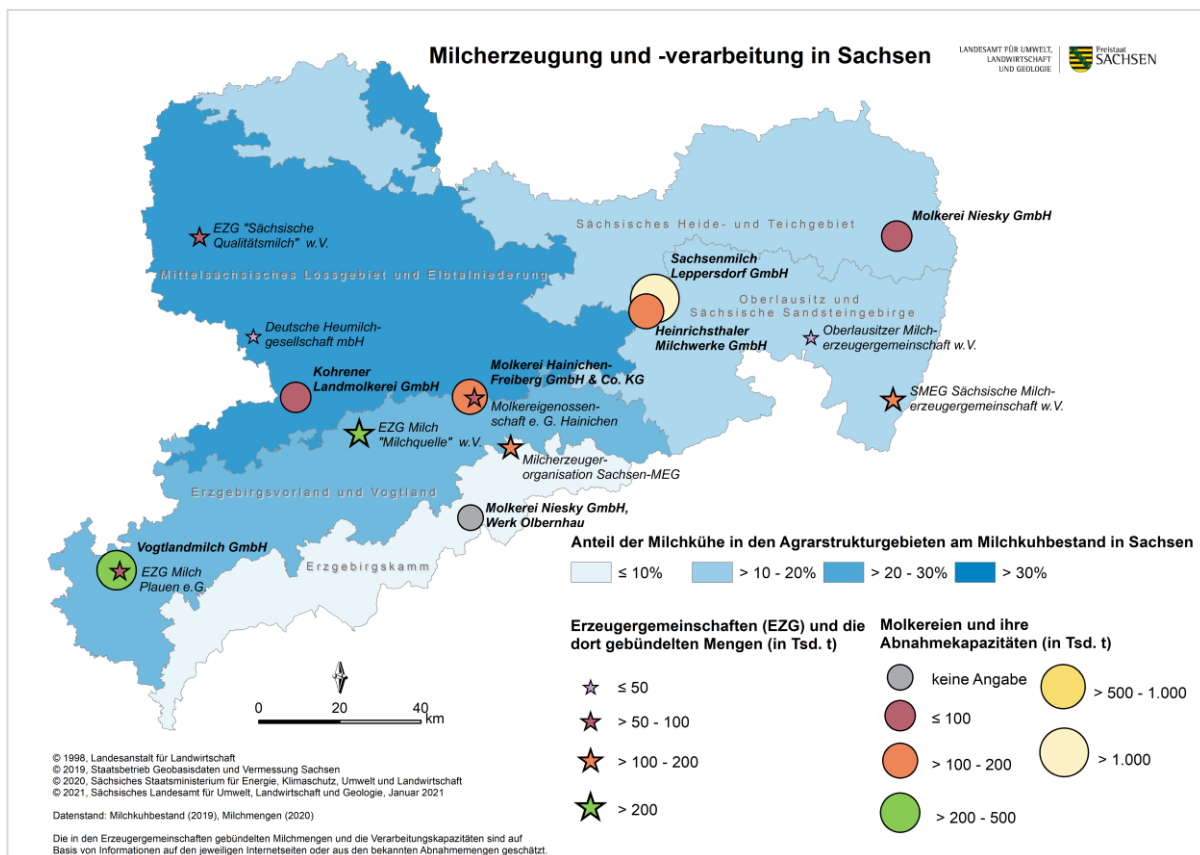 Milcherzeugung und -verarbeitung in Sachsen
LANDESAMT FÜR UMWELT,
LANDWIRTSCHAFT
UND GEOLOGIE
Freistaat
SACHSEN
EZG "Sächsische
Qualitätsmilch" w.V.
Mittelsächsisches Lössgebiet und Elbtalniederung
Sächsisches Heide- und Teichgebiet
Molkerei Niesky GmbH
Sachsenmilch
Leppersdorf GmbH
Oberlausitz und
Sächsische Sandsteingebirge
Heinrichsthaler
Milchwerke GmbH
Oberlausitzer Milch-
erzeugergemeinschaft w.V.
Deutsche Heumilch-
gesellschaft mbH
Kohrener
Landmolkerei GmbH
Molkerei Hainichen-
Freiberg GmbH & Co. KG
Molkereigenossen-
schaft e. G. Hainichen
SMEG Sächsische Milch-
erzeugergemeinschaft w.V.
EZG Milch
"Milchquelle" w.V.
Milcherzeuger-
organisation Sachsen-MEG
Erzgebirgsvorland und Vogtland
Molkerei Niesky GmbH,
Werk Olbernhau
Vogtlandmilch GmbH
EZG Milch
Plauen e.G.
Erzgebirgskamm
Anteil der Milchkühe in den Agrarstrukturgebieten am Milchkuhbestand in Sachsen
≤ 10%
> 10 - 20%
> 20 - 30%
> 30%
Erzeugergemeinschaften (EZG) und die
dort gebündelten Mengen (in Tsd. t)
≤ 50
> 50 - 100
> 100 - 200
> 200
Molkereien und ihre
Abnahmekapazitäten (in Tsd. t)
keine Angabe
≤ 100
> 100 - 200
> 200 - 500
> 500 - 1.000
> 1.000
0 20 40
km
© 1998, Landesanstalt für Landwirtschaft
© 2019, Staatsbetrieb Geobasisdaten und Vermessung Sachsen
© 2020, Sächsisches Staatsministerium für Energie, Klimaschutz, Umwelt und Landwirtschaft
© 2021, Sächsisches Landesamt für Umwelt, Landwirtschaft und Geologie, Januar 2021
Datenstand: Milchkuhbestand (2019), Milchmengen (2020)
Die in den Erzeugergemeinschaften gebündelten Milchmengen und die Verarbeitungskapazitäten sind auf
Basis von Informationen auf den jeweiligen Internetseiten oder aus den bekannten Abnahmemengen geschätzt.